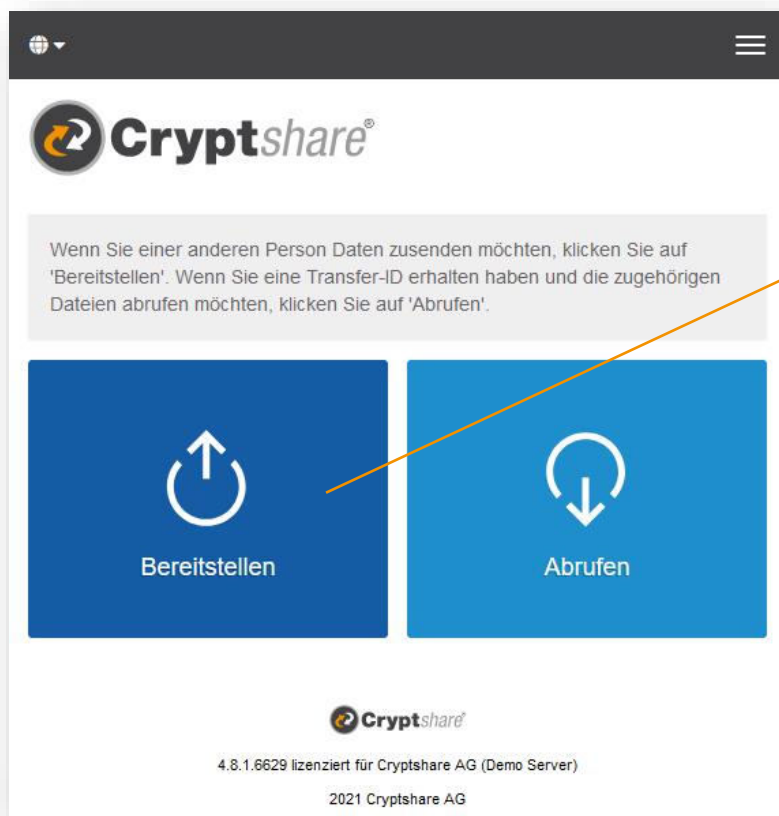 Cryptshare®
Wenn Sie einer anderen Person Daten zusenden möchten, klicken Sie auf
'Bereitstellen'. Wenn Sie eine Transfer-ID erhalten haben und die zugehörigen
Dateien abrufen möchten, klicken Sie auf 'Abrufen'.
Bereitstellen
Abrufen
Cryptshare®
4.8.1.6629 lizenziert für Cryptshare AG (Demo Server)
2021 Cryptshare AG